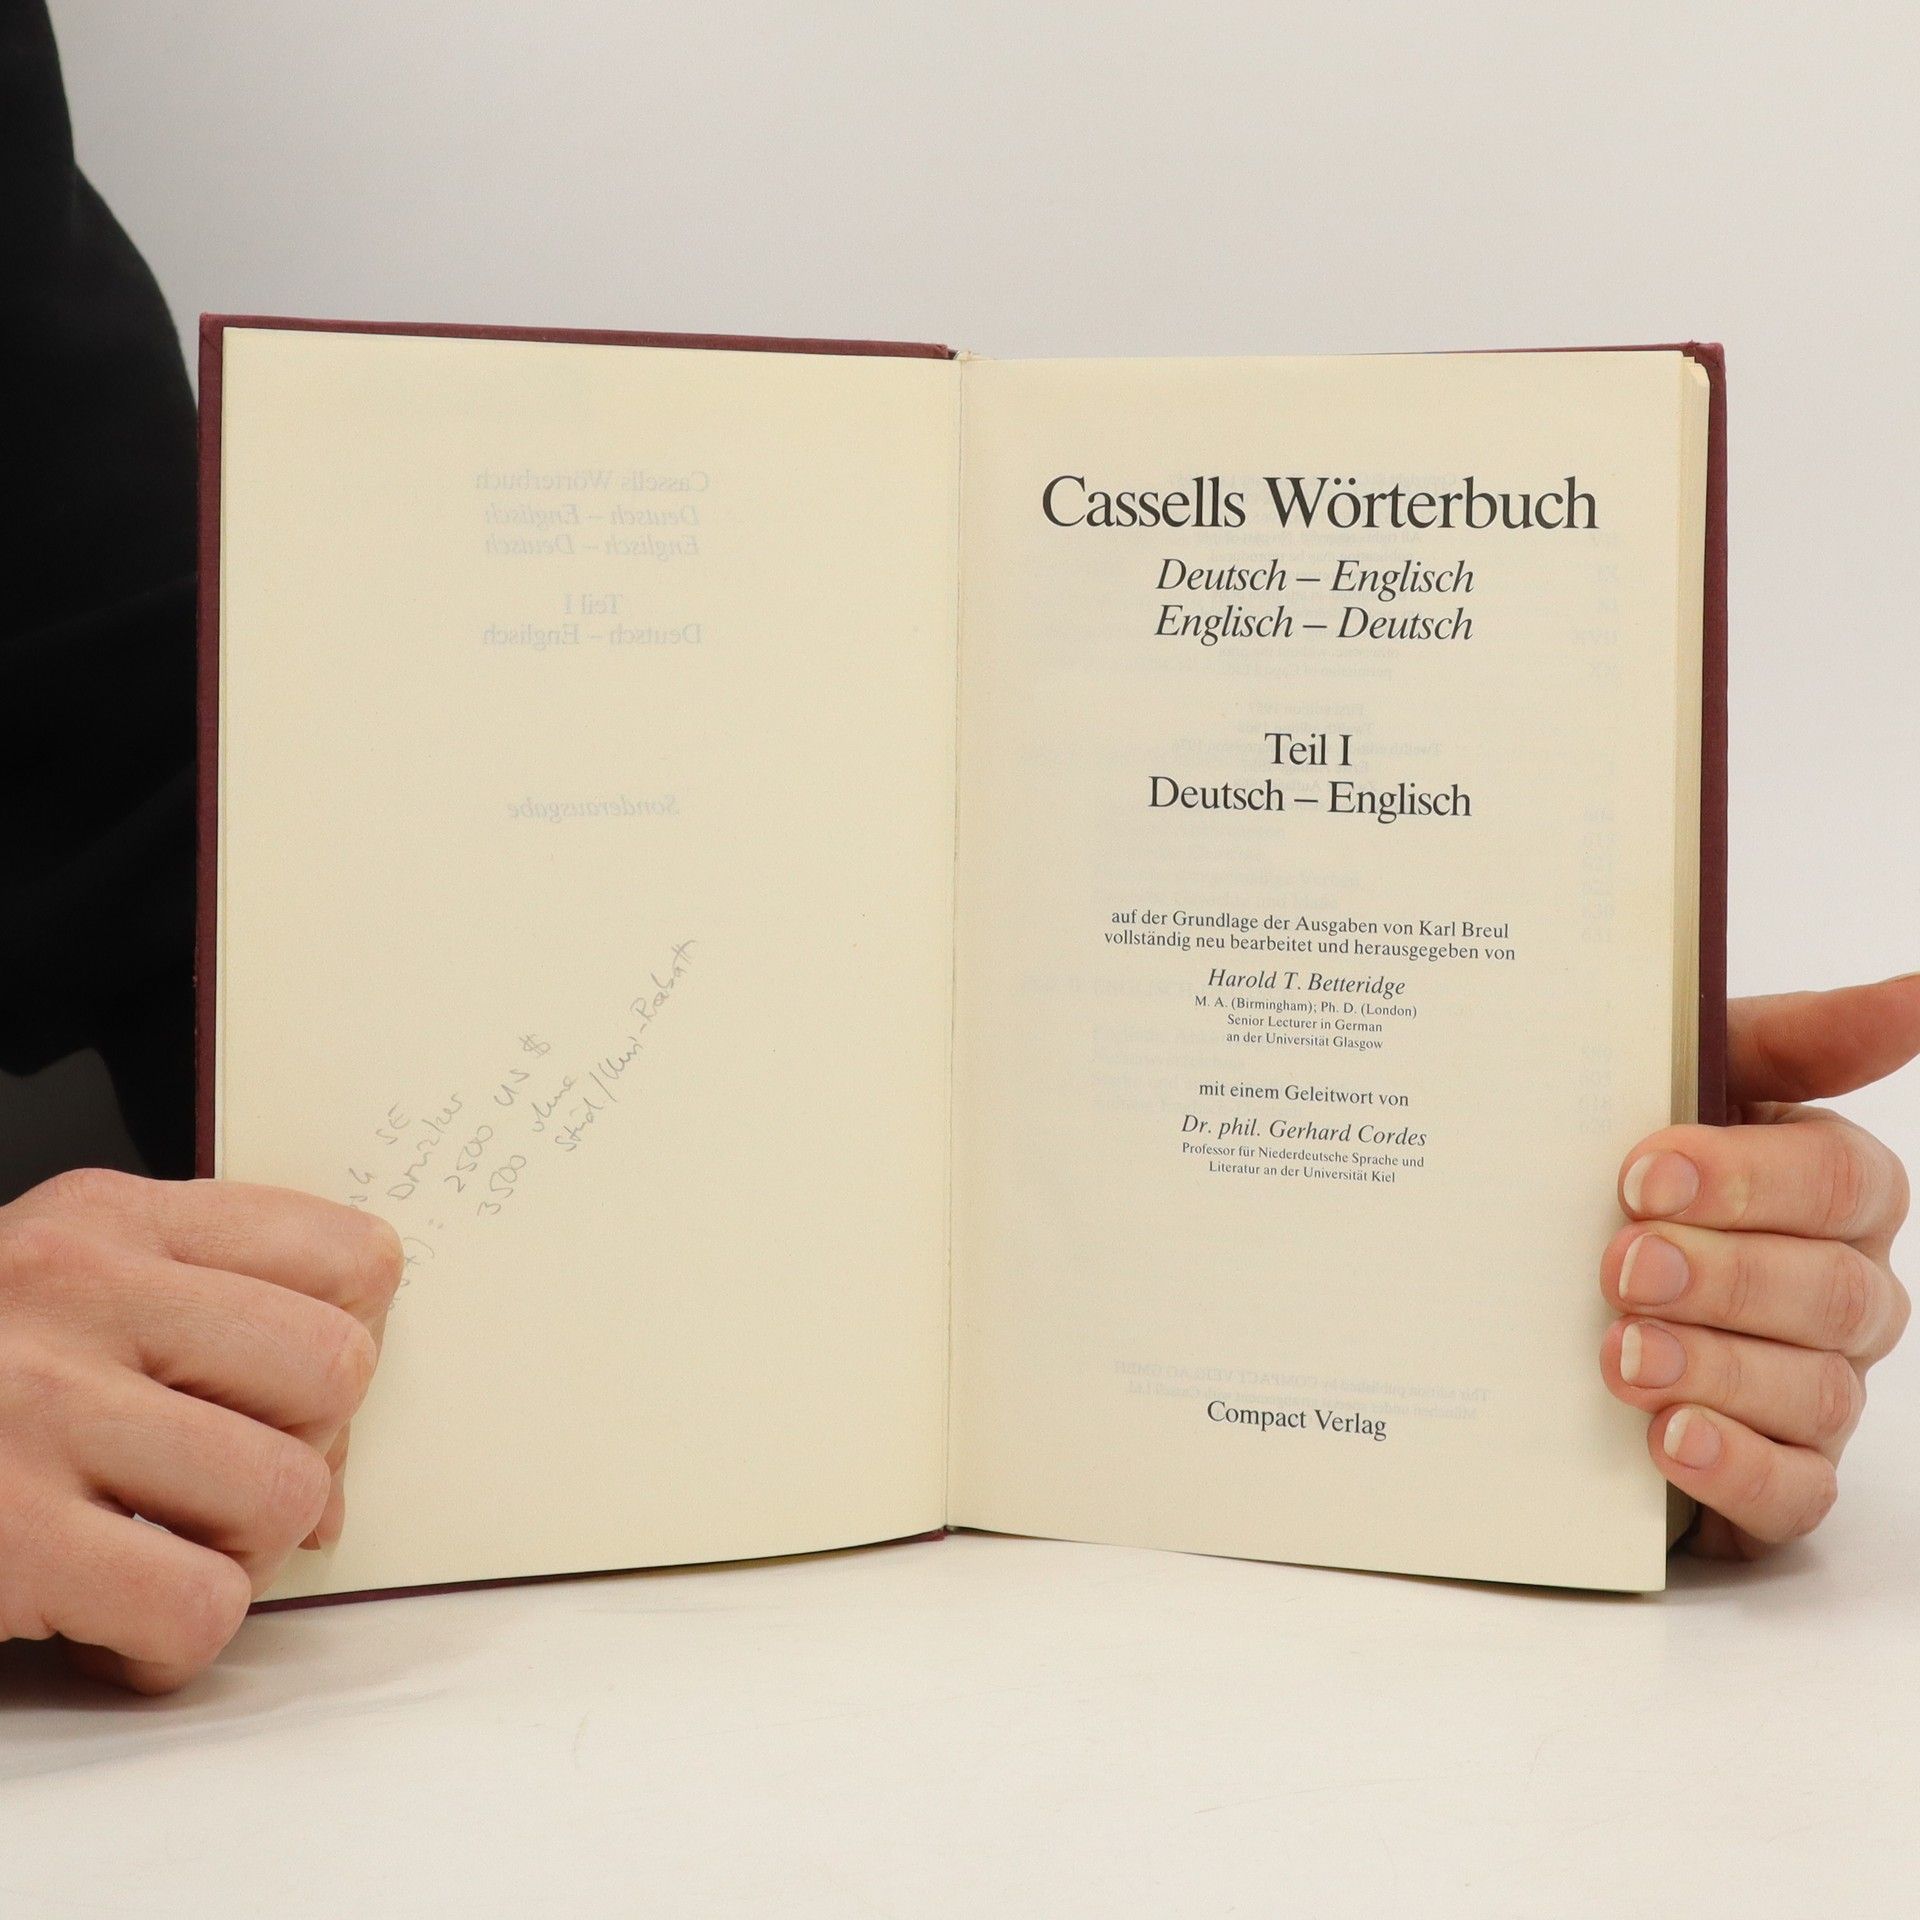 Cassells Wörterbuch
Deutsch – Englisch
Englisch – Deutsch
Teil I
Deutsch – Englisch
Sonderausgabe
SE
Drucker
2500 US $
3500 ohne
Stud./Uni-Rabatt
Cassells Wörterbuch
Deutsch – Englisch
Englisch – Deutsch
Teil I
Deutsch – Englisch
auf der Grundlage der Ausgaben von Karl Breul
vollständig neu bearbeitet und herausgegeben von
Harold T. Betteridge
M. A. (Birmingham); Ph. D. (London)
Senior Lecturer in German
an der Universität Glasgow
mit einem Geleitwort von
Dr. phil. Gerhard Cordes
Professor für Niederdeutsche Sprache und
Literatur an der Universität Kiel
Compact Verlag